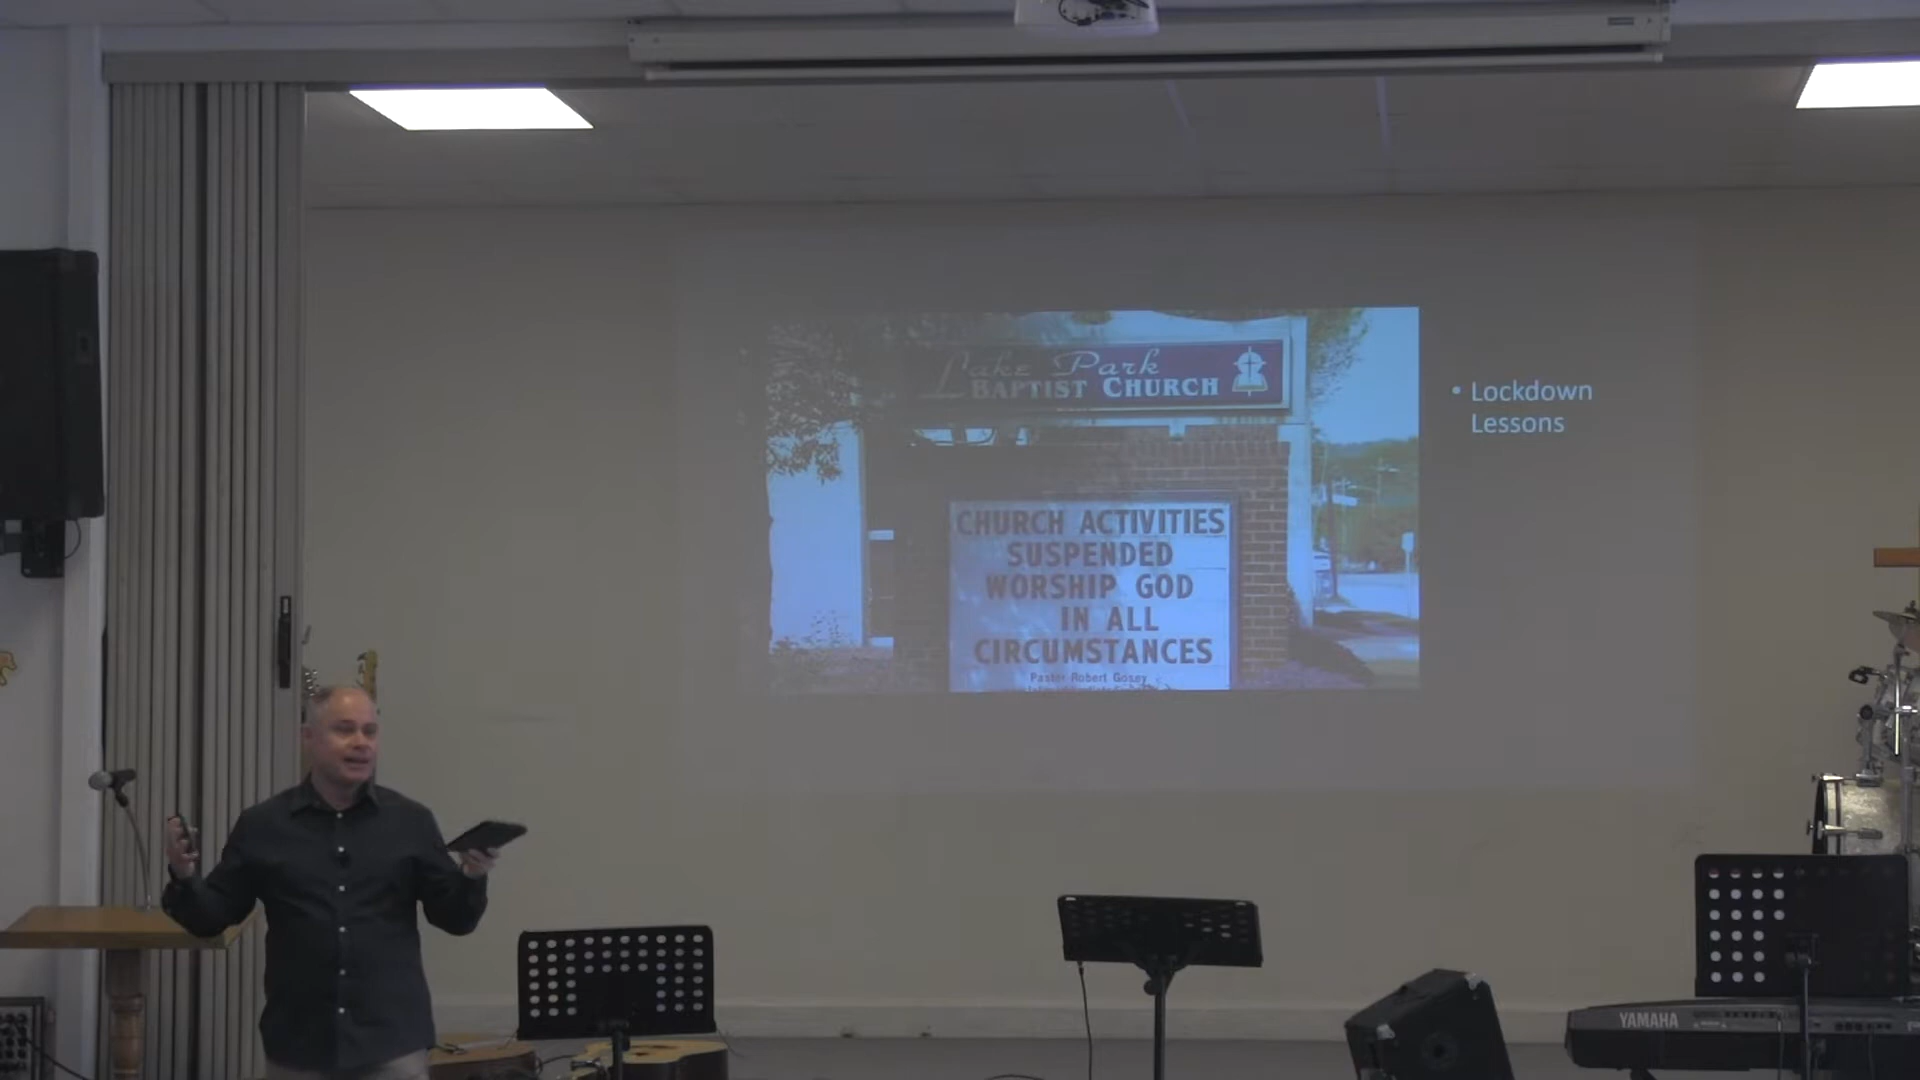 Lake Park
BAPTIST CHURCH
CHURCH ACTIVITIES
SUSPENDED
WORSHIP GOD
IN ALL
CIRCUMSTANCES
Pastor Robert Gosey
• Lockdown
Lessons
YAMAHA